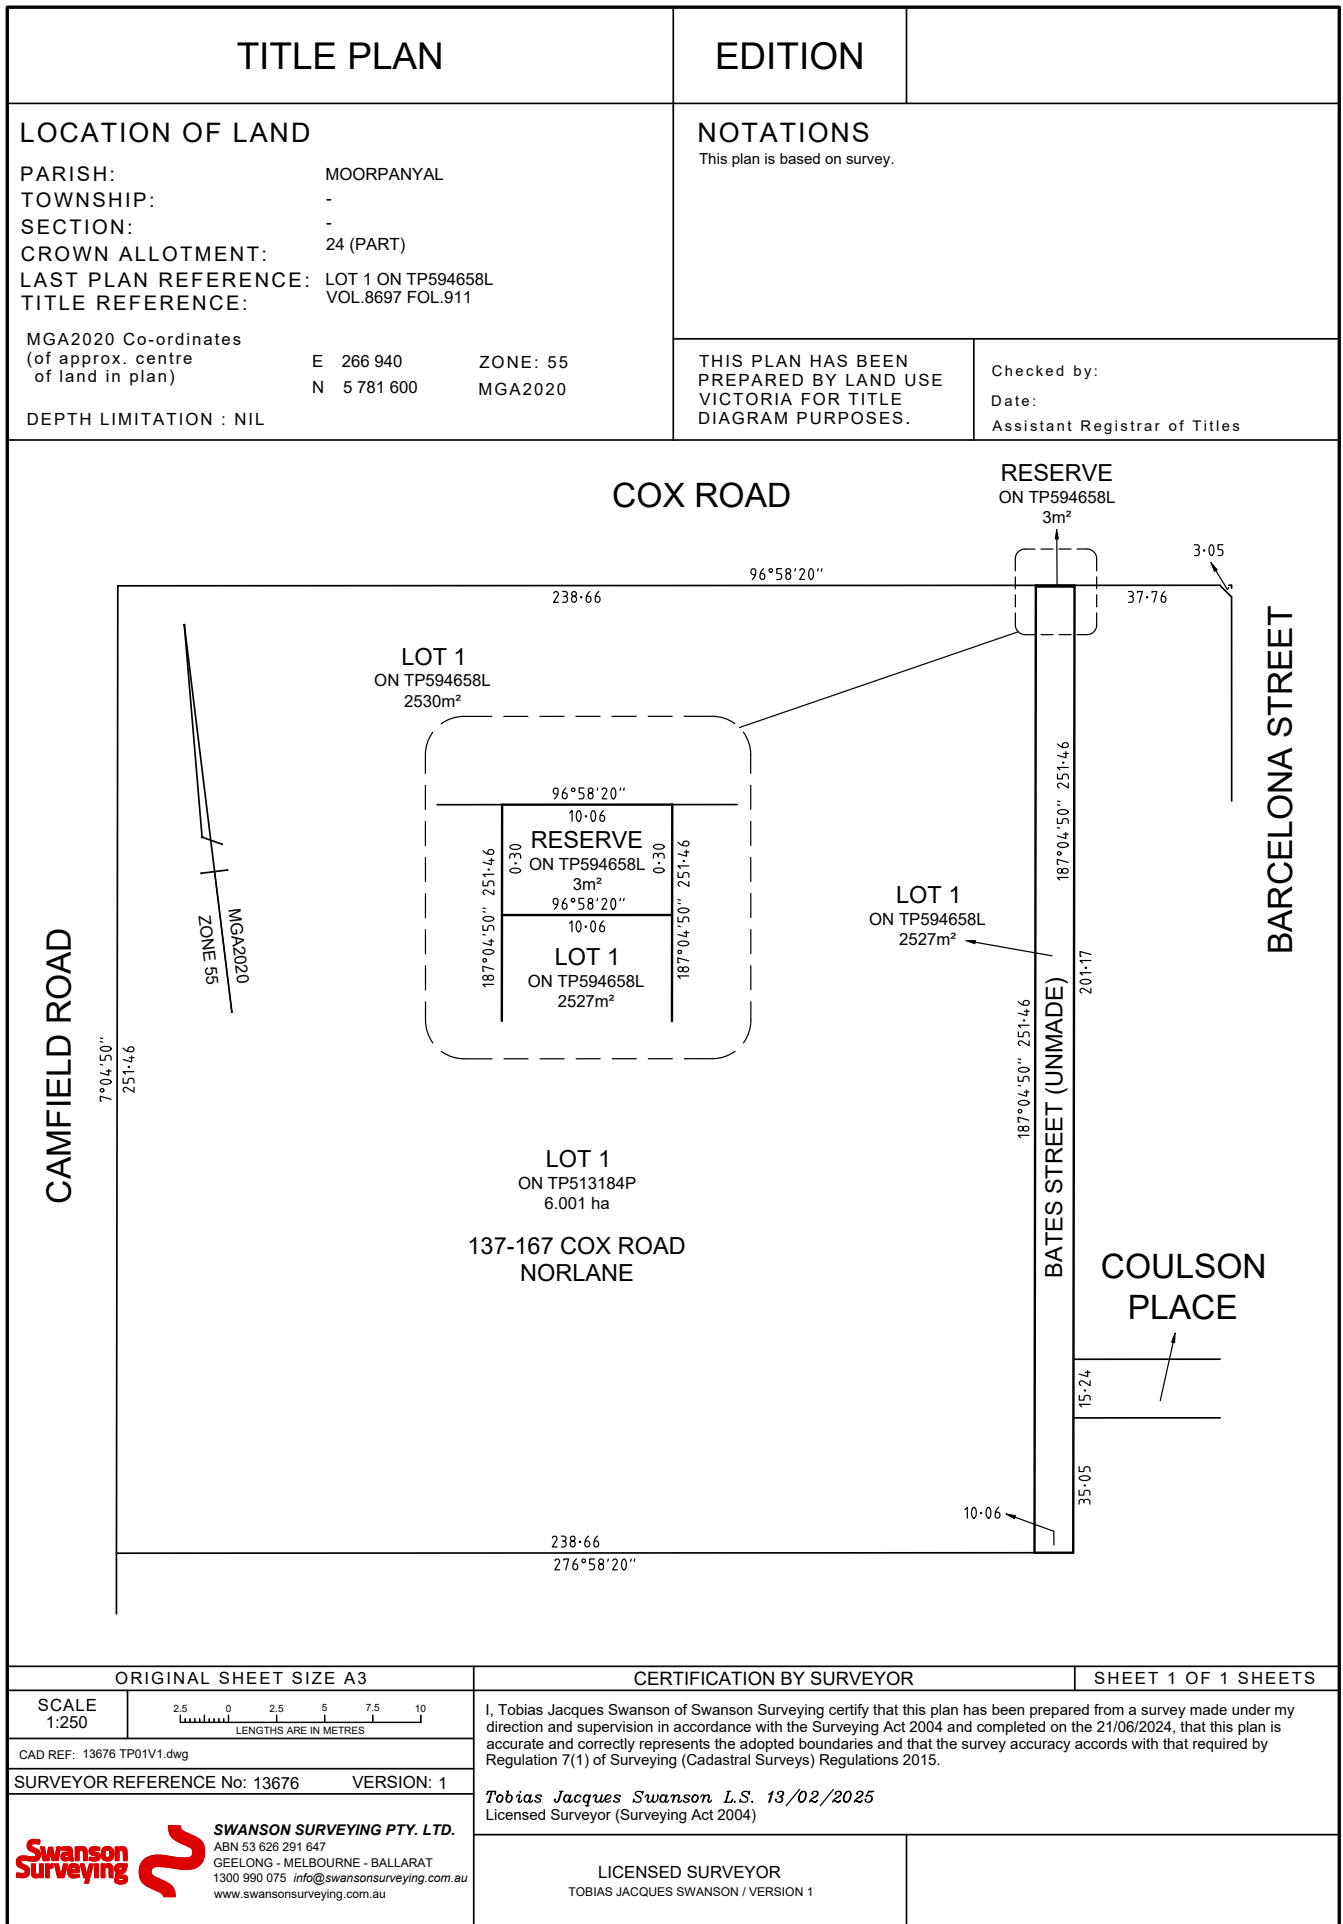 TITLE PLAN
EDITION
LOCATION OF LAND
PARISH: MOORPANYAL
TOWNSHIP: -
SECTION: -
CROWN ALLOTMENT: 24 (PART)
LAST PLAN REFERENCE: LOT 1 ON TP594658L
TITLE REFERENCE: VOL.8697 FOL.911
MGA2020 Co-ordinates
(of approx. centre
of land in plan)
E 266 940 ZONE: 55
N 5 781 600 MGA2020
DEPTH LIMITATION : NIL
NOTATIONS
This plan is based on survey.
THIS PLAN HAS BEEN
PREPARED BY LAND USE
VICTORIA FOR TITLE
DIAGRAM PURPOSES.
Checked by:
Date:
Assistant Registrar of Titles
COX ROAD
RESERVE
ON TP594658L
3m²
3·05
96°58'20"
238·66
37·76
BARCELONA STREET
LOT 1
ON TP594658L
2530m²
MGA2020
ZONE 55
96°58'20"
10·06
RESERVE
ON TP594658L
3m²
0·30
0·30
187°04'50" 251·46
187°04'50" 251·46
96°58'20"
10·06
LOT 1
ON TP594658L
2527m²
187°04'50" 251·46
LOT 1
ON TP594658L
2527m²
201·17
187°04'50" 251·46
BATES STREET (UNMADE)
CAMFIELD ROAD
7°04'50"
251·46
LOT 1
ON TP513184P
6.001 ha
137-167 COX ROAD
NORLANE
COULSON
PLACE
15·24
35·05
10·06
238·66
276°58'20"
ORIGINAL SHEET SIZE A3
SCALE
1:250
2.5 0 2.5 5 7.5 10
LENGTHS ARE IN METRES
CAD REF: 13676 TP01V1.dwg
SURVEYOR REFERENCE No: 13676 VERSION: 1
Swanson
Surveying
SWANSON SURVEYING PTY. LTD.
ABN 53 626 291 647
GEELONG - MELBOURNE - BALLARAT
1300 990 075 info@swansonsurveying.com.au
www.swansonsurveying.com.au
CERTIFICATION BY SURVEYOR
SHEET 1 OF 1 SHEETS
I, Tobias Jacques Swanson of Swanson Surveying certify that this plan has been prepared from a survey made under my
direction and supervision in accordance with the Surveying Act 2004 and completed on the 21/06/2024, that this plan is
accurate and correctly represents the adopted boundaries and that the survey accuracy accords with that required by
Regulation 7(1) of Surveying (Cadastral Surveys) Regulations 2015.
Tobias Jacques Swanson L.S. 13/02/2025
Licensed Surveyor (Surveying Act 2004)
LICENSED SURVEYOR
TOBIAS JACQUES SWANSON / VERSION 1